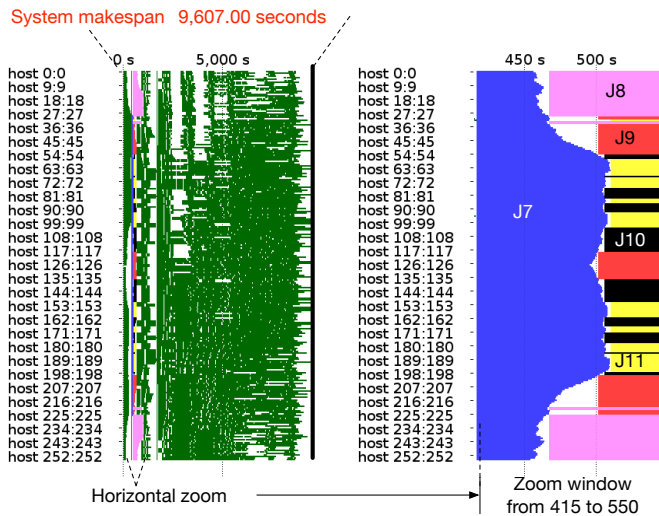 System makespan 9,607.00 seconds
0 s 5,000 s
host 0:0
host 9:9
host 18:18
host 27:27
host 36:36
host 45:45
host 54:54
host 63:63
host 72:72
host 81:81
host 90:90
host 99:99
host 108:108
host 117:117
host 126:126
host 135:135
host 144:144
host 153:153
host 162:162
host 171:171
host 180:180
host 189:189
host 198:198
host 207:207
host 216:216
host 225:225
host 234:234
host 243:243
host 252:252
450 s 500 s
host 0:0
host 9:9
host 18:18
host 27:27
host 36:36
host 45:45
host 54:54
host 63:63
host 72:72
host 81:81
host 90:90
host 99:99
host 108:108
host 117:117
host 126:126
host 135:135
host 144:144
host 153:153
host 162:162
host 171:171
host 180:180
host 189:189
host 198:198
host 207:207
host 216:216
host 225:225
host 234:234
host 243:243
host 252:252
J8
J9
J7
J10
J11
Horizontal zoom
Zoom window
from 415 to 550